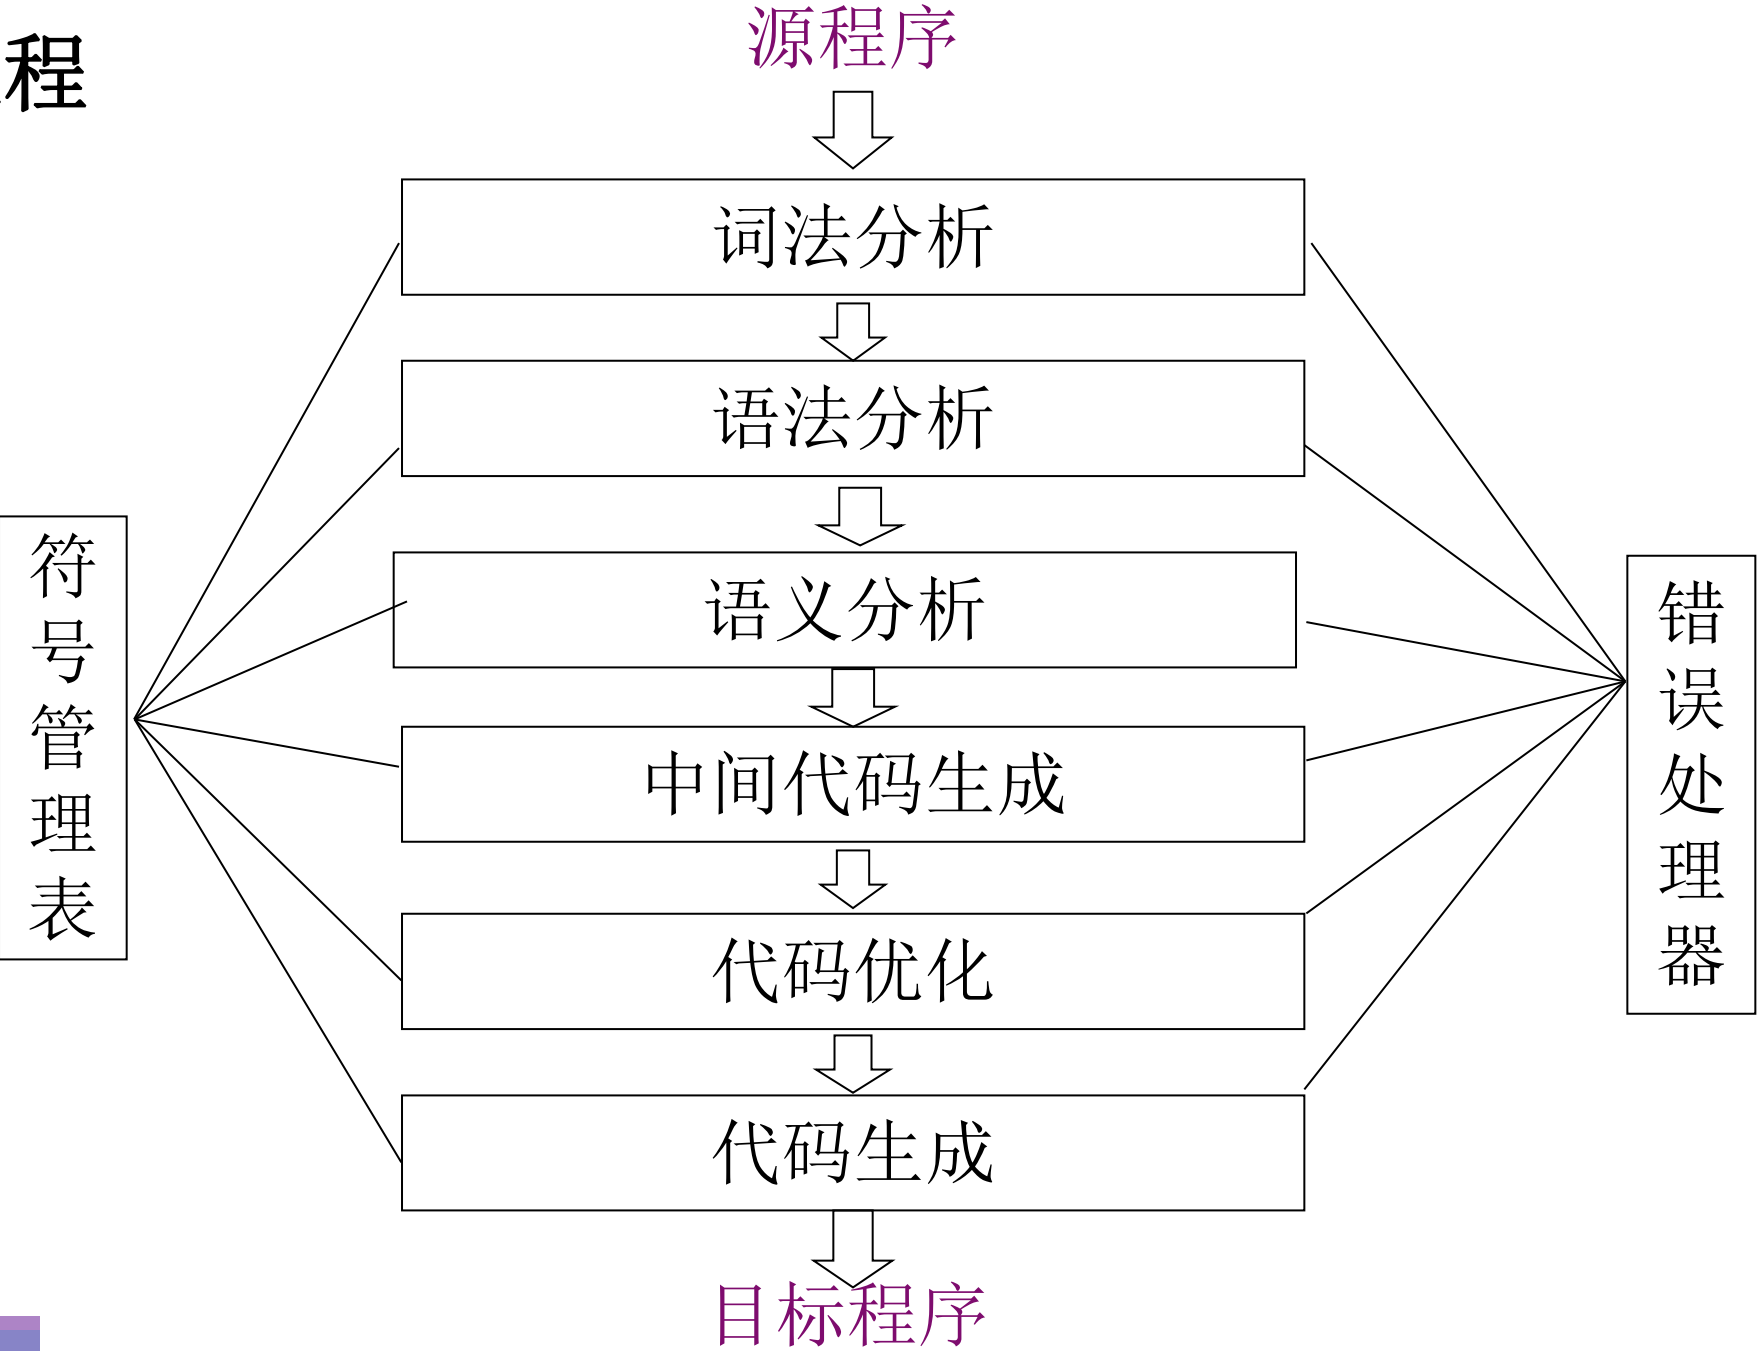 程
源程序
词法分析
语法分析
语义分析
中间代码生成
代码优化
代码生成
目标程序
符
号
管
理
表
错
误
处
理
器